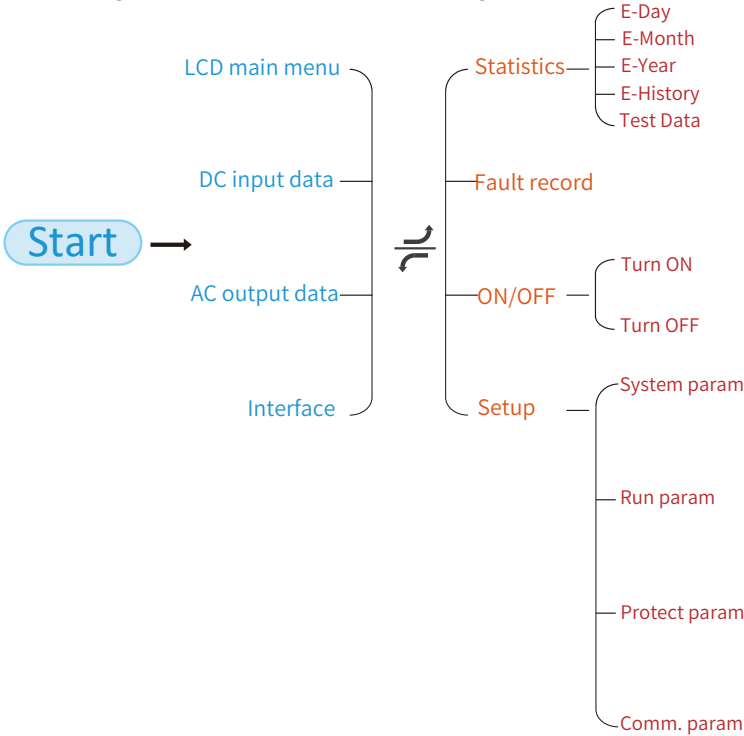 Start
LCD main menu
DC input data
AC output data
Interface
Statistics
E-Day
E-Month
E-Year
E-History
Test Data
Fault record
ON/OFF
Turn ON
Turn OFF
Setup
System param
Run param
Protect param
Comm. param